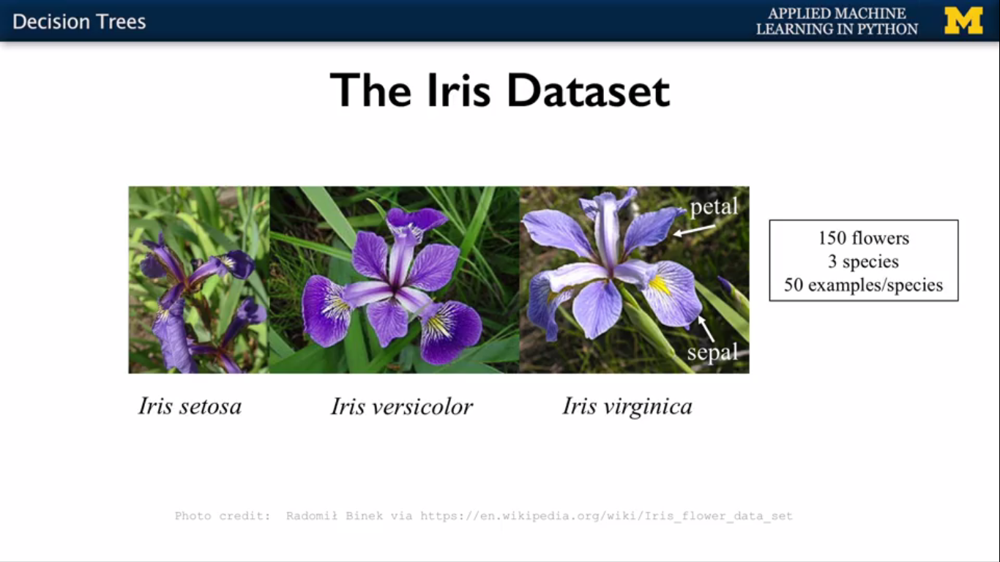 Decision Trees
APPLIED MACHINE
LEARNING IN PYTHON
M
The Iris Dataset
petal
sepal
150 flowers
3 species
50 examples/species
Iris setosa
Iris versicolor
Iris virginica
Photo credit: Radomił Binek via https://en.wikipedia.org/wiki/Iris_flower_data_set